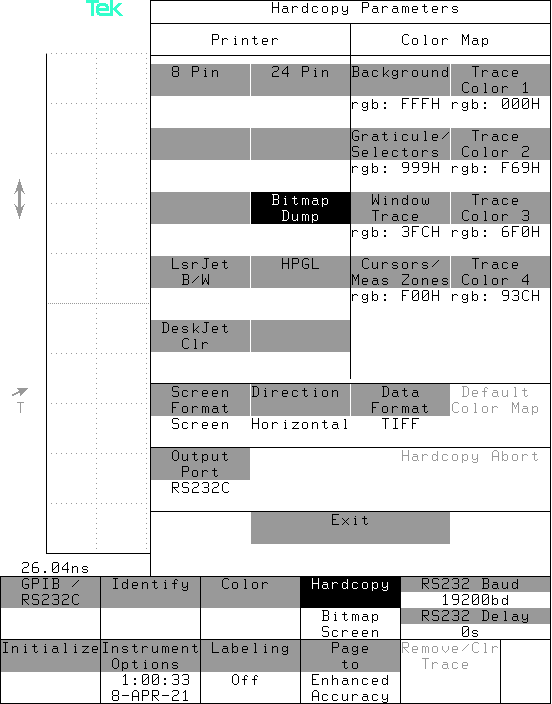 Tek
Hardcopy Parameters
Printer Color Map
8 Pin 24 Pin Background Trace
Color 1
rgb: FFFH rgb: 000H
Graticule/ Trace
Selectors Color 2
rgb: 999H rgb: F69H
Bitmap Window Trace
Dump Trace Color 3
rgb: 3FCH rgb: 6F0H
LsrJet HPGL Cursors/ Trace
B/W Meas Zones Color 4
rgb: F00H rgb: 93CH
DeskJet
Clr
Screen Direction Data Default
Format Format Color Map
Screen Horizontal TIFF
T
Output Hardcopy Abort
Port
RS232C
Exit
26.04ns
GPIB / Identify Color Hardcopy RS232 Baud
RS232C 19200bd
Bitmap RS232 Delay
Screen 0s
Initialize Instrument Labeling Page Remove/Clr
Options to Trace
1:00:33 Off Enhanced
8-APR-21 Accuracy